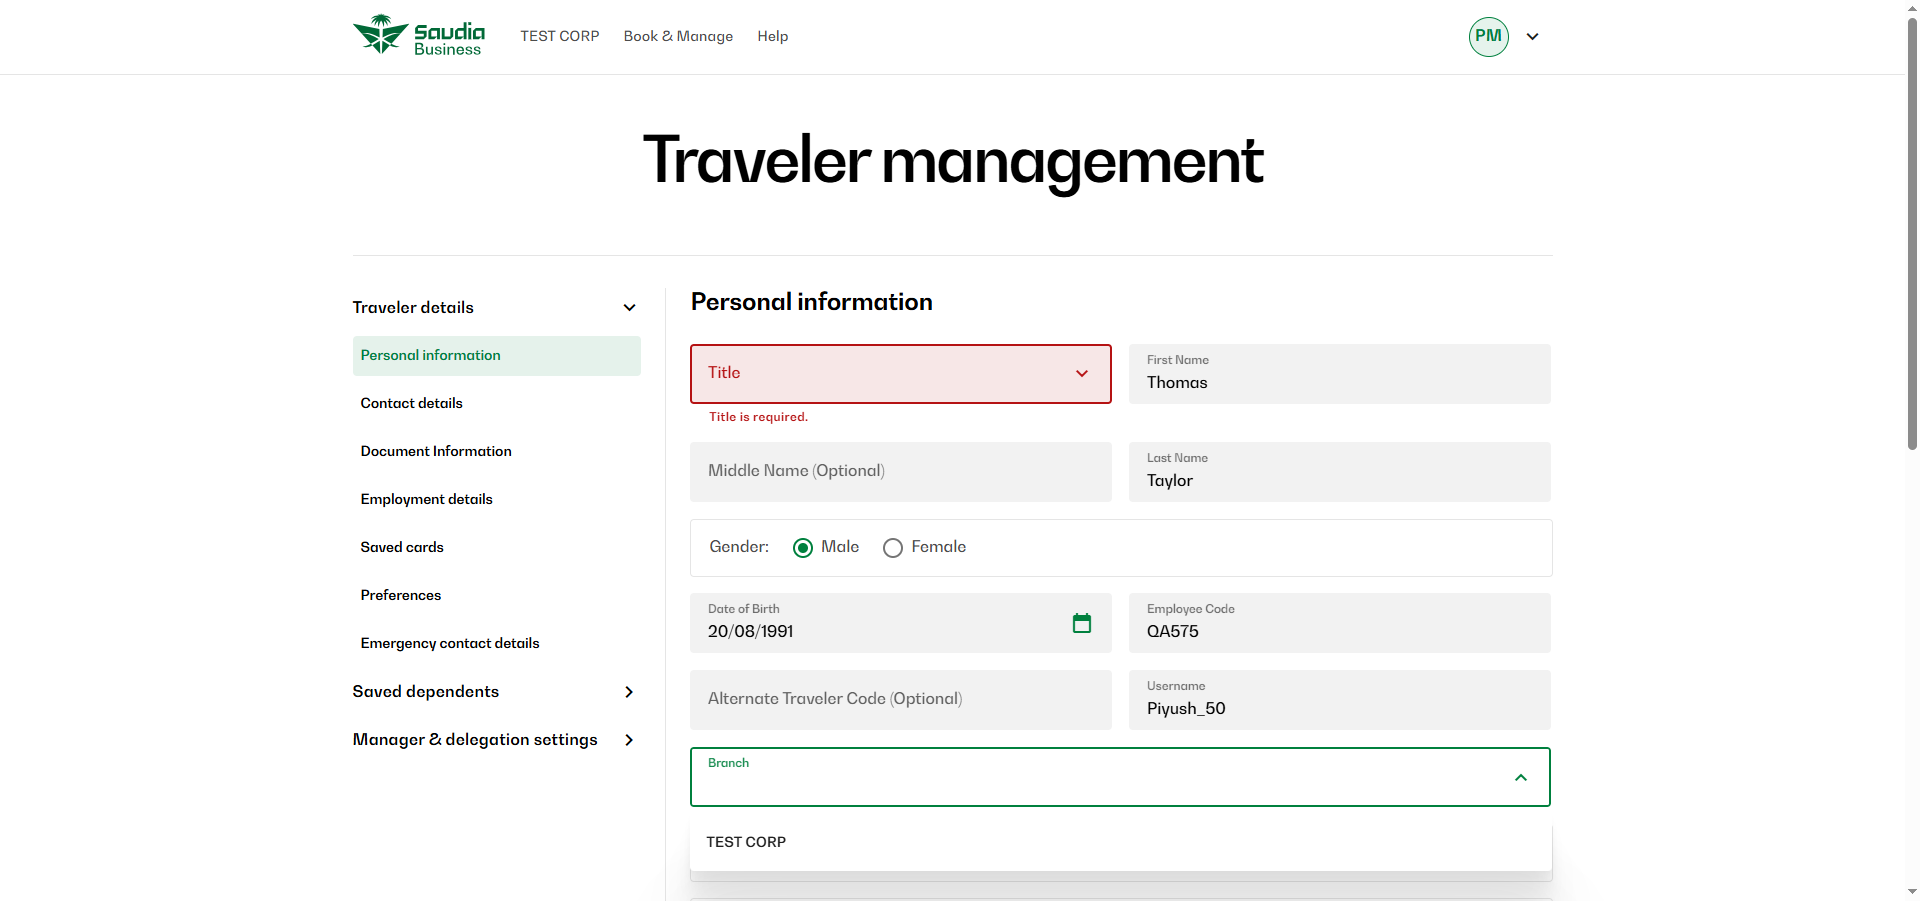 Saudia
Business
TEST CORP
Book & Manage
Help
PM
Traveler management
Traveler details
Personal information
Contact details
Document Information
Employment details
Saved cards
Preferences
Emergency contact details
Saved dependents
Manager & delegation settings
Personal information
Title
Title is required.
First Name
Thomas
Middle Name (Optional)
Last Name
Taylor
Gender: Male Female
Date of Birth
20/08/1991
Employee Code
QA575
Alternate Traveler Code (Optional)
Username
Piyush_50
Branch
TEST CORP